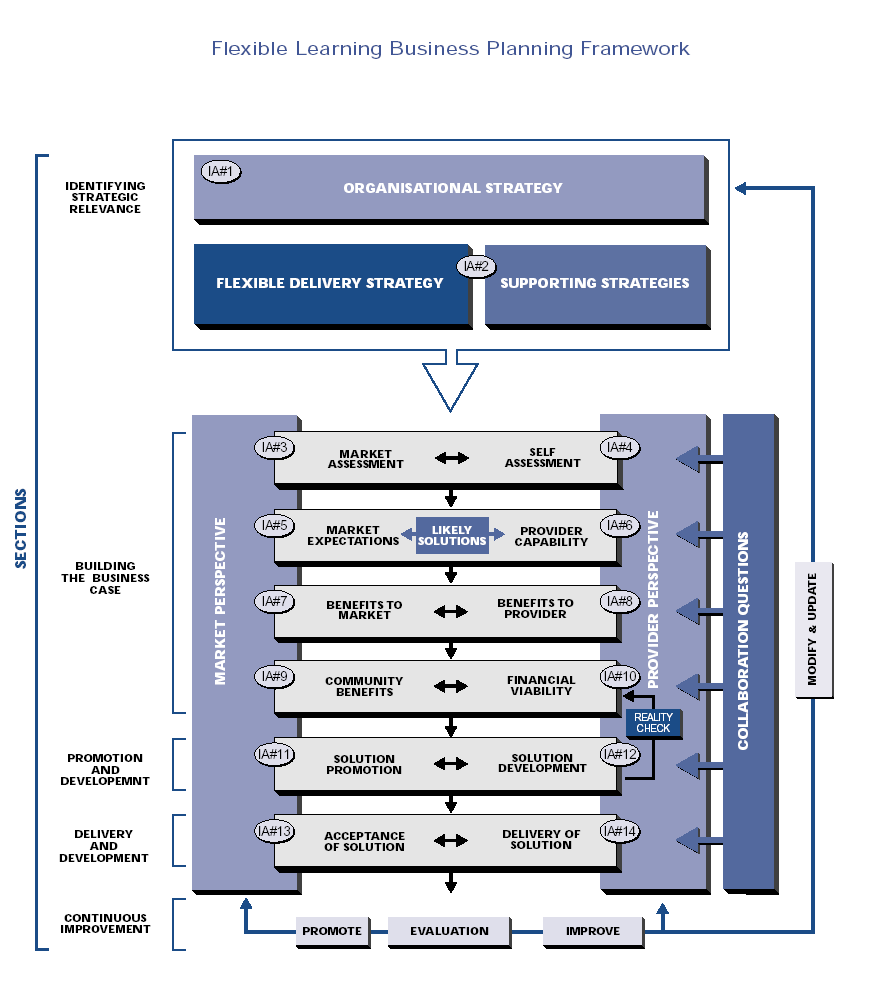 Flexible Learning Business Planning Framework
SECTIONS
IDENTIFYING
STRATEGIC
RELEVANCE
IA#1
ORGANISATIONAL STRATEGY
FLEXIBLE DELIVERY STRATEGY
IA#2
SUPPORTING STRATEGIES
BUILDING
THE BUSINESS
CASE
MARKET PERSPECTIVE
PROVIDER PERSPECTIVE
COLLABORATION QUESTIONS
MODIFY & UPDATE
IA#3
MARKET
ASSESSMENT
SELF
ASSESSMENT
IA#4
IA#5
MARKET
EXPECTATIONS
LIKELY
SOLUTIONS
PROVIDER
CAPABILITY
IA#6
IA#7
BENEFITS TO
MARKET
BENEFITS TO
PROVIDER
IA#8
IA#9
COMMUNITY
BENEFITS
FINANCIAL
VIABILITY
IA#10
REALITY
CHECK
PROMOTION
AND
DEVELOPEMNT
IA#11
SOLUTION
PROMOTION
SOLUTION
DEVELOPMENT
IA#12
DELIVERY
AND
DEVELOPMENT
IA#13
ACCEPTANCE
OF SOLUTION
DELIVERY OF
SOLUTION
IA#14
CONTINUOUS
IMPROVEMENT
PROMOTE
EVALUATION
IMPROVE